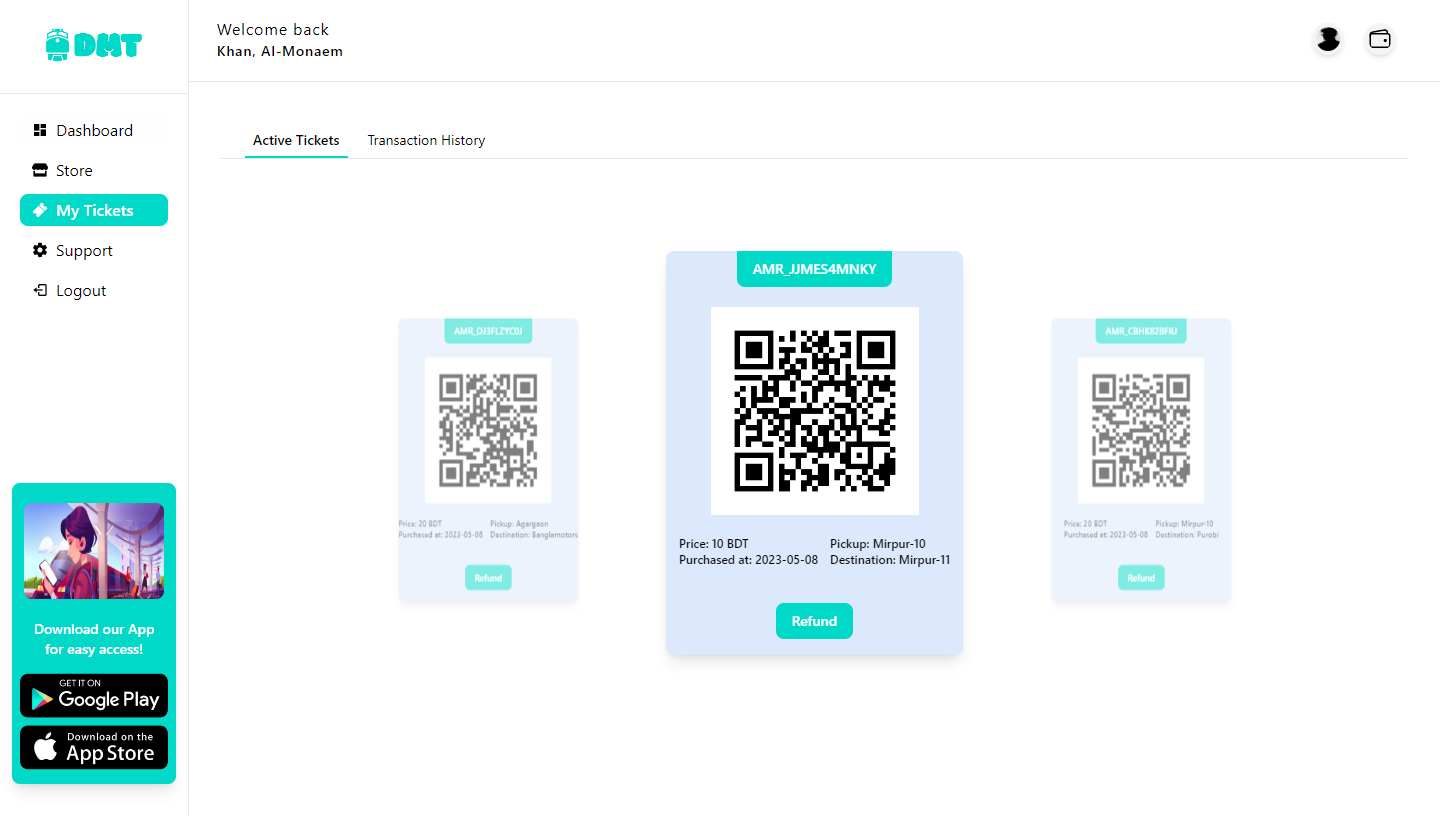 DMT
Welcome back
Khan, Al-Monaem
Dashboard
Store
My Tickets
Support
Logout
Active Tickets
Transaction History
AMR_DJ3FLZYC0J
Price: 20 BDT
Pickup: Agargaon
Purchased at: 2023-05-08
Destination: Banglamotors
Refund
AMR_JJMES4MNKY
Price: 10 BDT
Pickup: Mirpur-10
Purchased at: 2023-05-08
Destination: Mirpur-11
Refund
AMR_CBHKB2BFIU
Price: 20 BDT
Pickup: Mirpur-10
Purchased at: 2023-05-08
Destination: Purobi
Refund
Download our App
for easy access!
GET IT ON
Google Play
Download on the
App Store